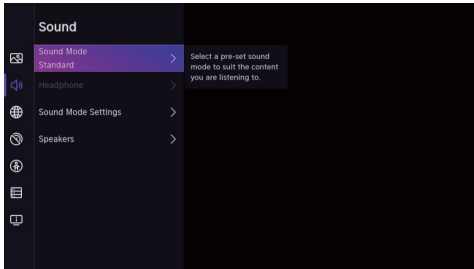 Sound
Sound Mode
Standard
Select a pre-set sound
mode to suit the content
you are listening to.
Headphone
Sound Mode Settings
Speakers